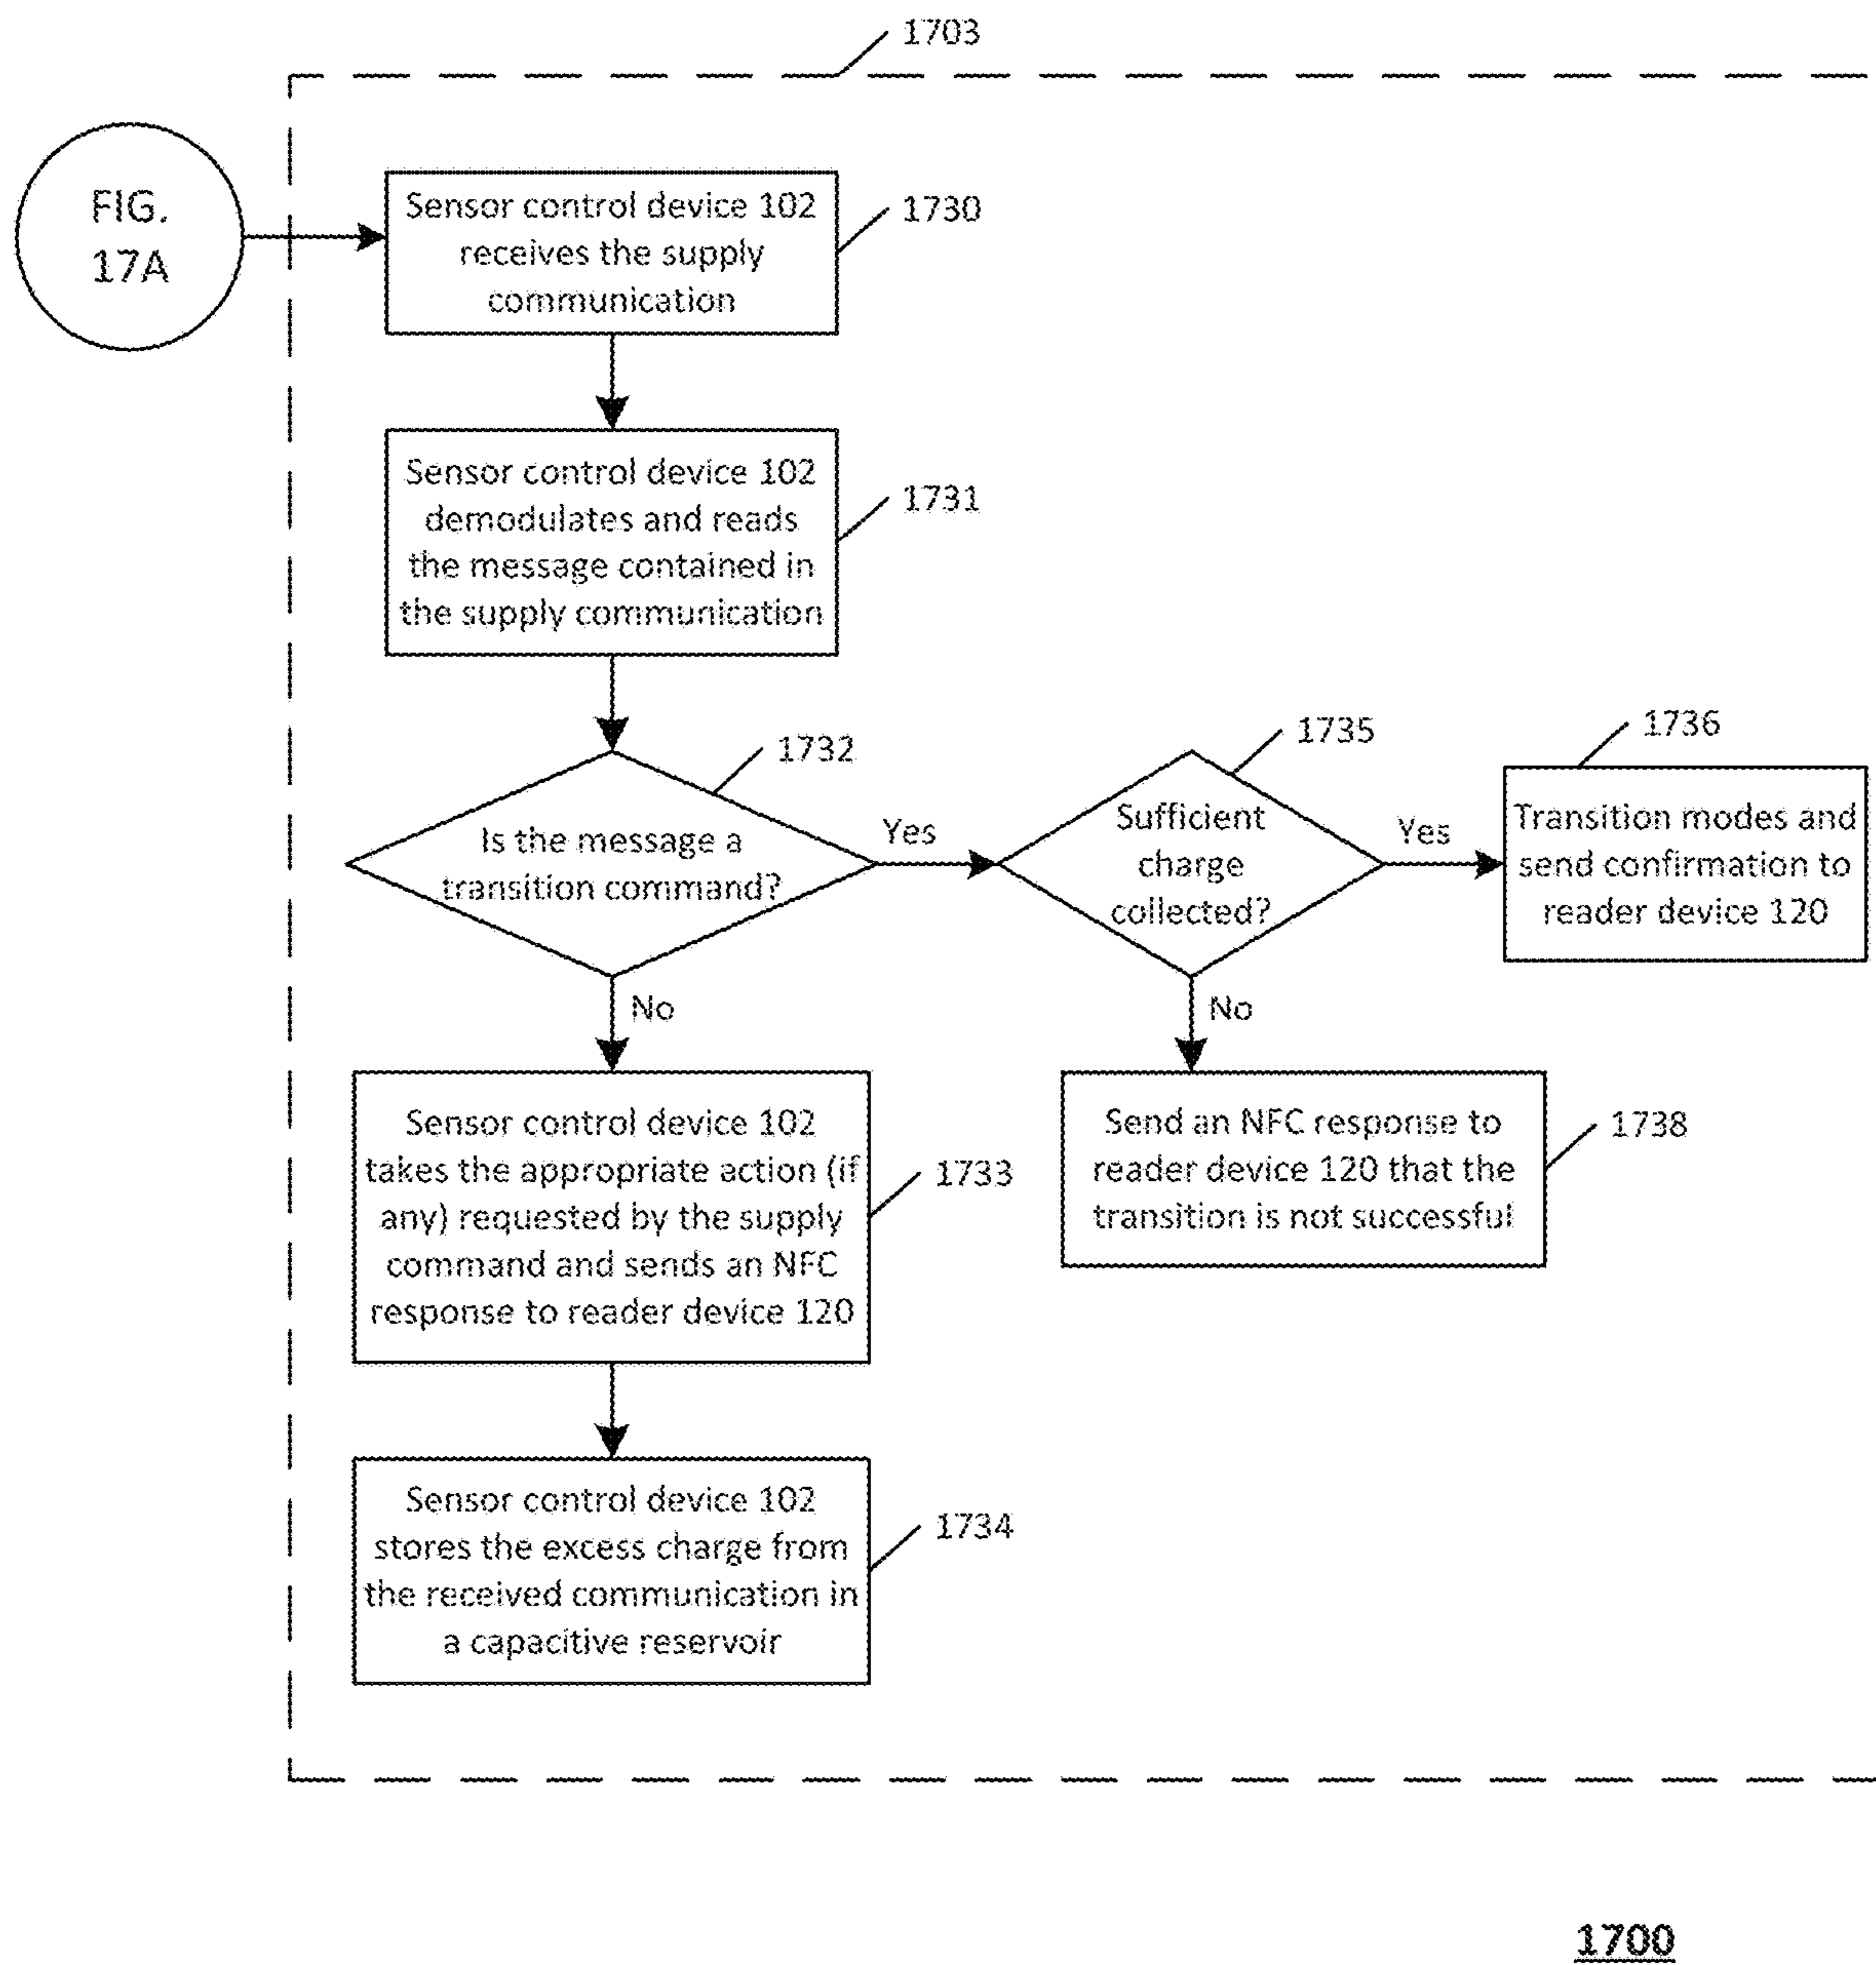 1703
FIG.
17A
Sensor control device 102
receives the supply
communication
1730
Sensor control device 102
demodulates and reads
the message contained in
the supply communication
1731
1732
Is the message a
transition command?
Yes
No
1735
Sufficient
charge
collected?
Yes
No
1736
Transition modes and
send confirmation to
reader device 120
Sensor control device 102
takes the appropriate action (if
any) requested by the supply
command and sends an NFC
response to reader device 120
1733
Send an NFC response to
reader device 120 that the
transition is not successful
1738
Sensor control device 102
stores the excess charge from
the received communication in
a capacitive reservoir
1734
1700